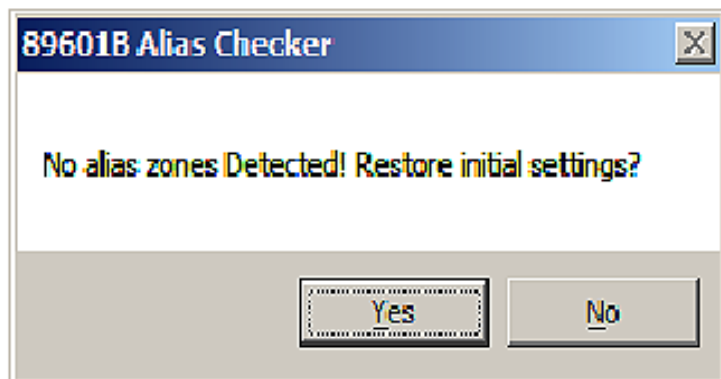 89601B Alias Checker
No alias zones Detected! Restore initial settings?
Yes
No